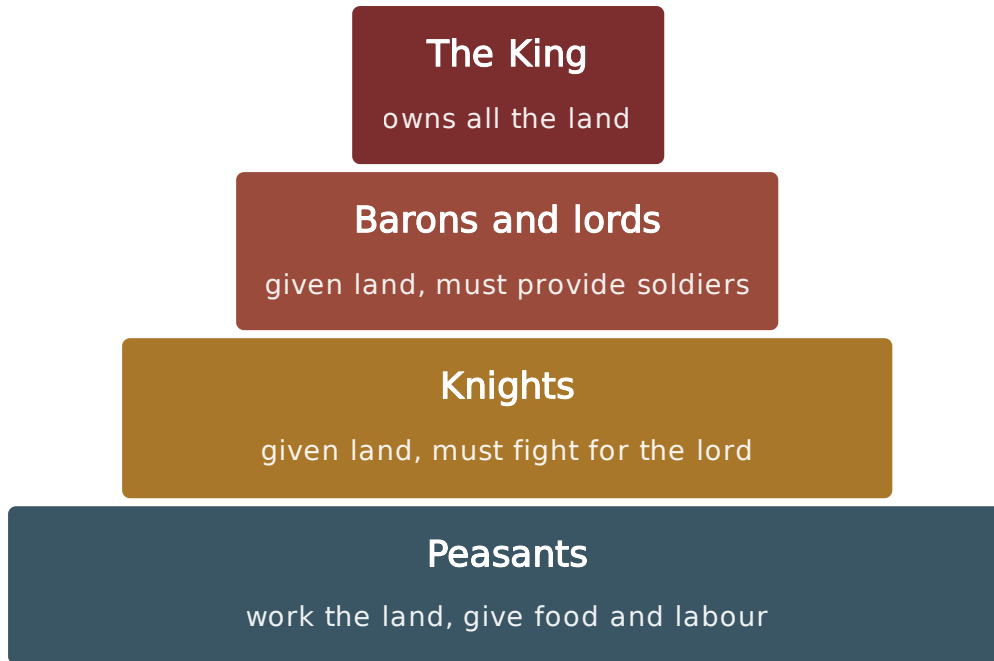 The King
owns all the land
Barons and lords
given land, must provide soldiers
Knights
given land, must fight for the lord
Peasants
work the land, give food and labour